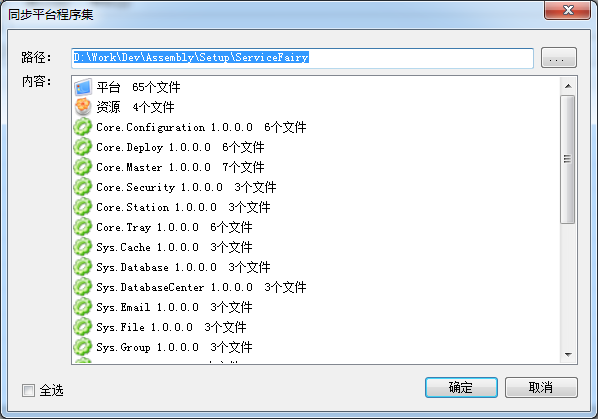 同步平台程序集
路径: D:\Work\Dev\Assembly\Setup\ServiceFairy ...
内容:
平台 65个文件
资源 4个文件
Core.Configuration 1.0.0.0 6个文件
Core.Deploy 1.0.0.0 6个文件
Core.Master 1.0.0.0 7个文件
Core.Security 1.0.0.0 3个文件
Core.Station 1.0.0.0 3个文件
Core.Tray 1.0.0.0 6个文件
Sys.Cache 1.0.0.0 3个文件
Sys.Database 1.0.0.0 3个文件
Sys.DatabaseCenter 1.0.0.0 3个文件
Sys.Email 1.0.0.0 3个文件
Sys.File 1.0.0.0 3个文件
Sys.Group 1.0.0.0 3个文件
全选 确定 取消